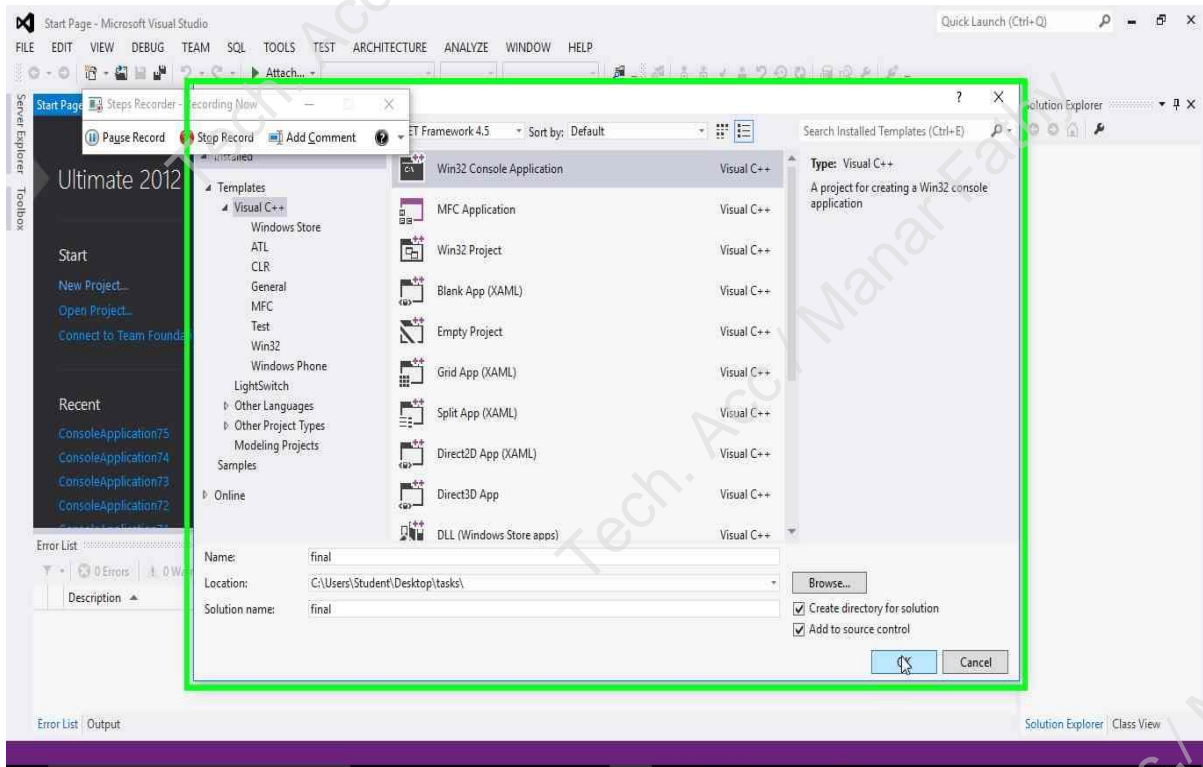 Start Page - Microsoft Visual Studio
Quick Launch (Ctrl+Q)
FILE EDIT VIEW DEBUG TEAM SQL TOOLS TEST ARCHITECTURE ANALYZE WINDOW HELP
Attach...
Server Explorer
Toolbox
Start Page
Steps Recorder - Recording Now
Pause Record
Stop Record
Add Comment
Framework 4.5
Sort by: Default
Search Installed Templates (Ctrl+E)
Solution Explorer
Ultimate 2012
Start
New Project...
Open Project...
Connect to Team
Recent
ConsoleApplication75
ConsoleApplication74
ConsoleApplication73
ConsoleApplication72
Installed
Templates
Visual C++
Windows Store
ATL
CLR
General
MFC
Test
Win32
Windows Phone
LightSwitch
Other Languages
Other Project Types
Modeling Projects
Samples
Online
Win32 Console Application Visual C++
MFC Application Visual C++
Win32 Project Visual C++
Blank App (XAML) Visual C++
Empty Project Visual C++
Grid App (XAML) Visual C++
Split App (XAML) Visual C++
Direct2D App (XAML) Visual C++
Direct3D App Visual C++
DLL (Windows Store apps) Visual C++
Type: Visual C++
A project for creating a Win32 console
application
Name: final
Location: C:\Users\Student\Desktop\tasks\
Browse...
Solution name: final
Create directory for solution
Add to source control
Cancel
Error List
0 Errors
Description
Error List Output
Solution Explorer Class View
Tech. Acc / Manar Fathy